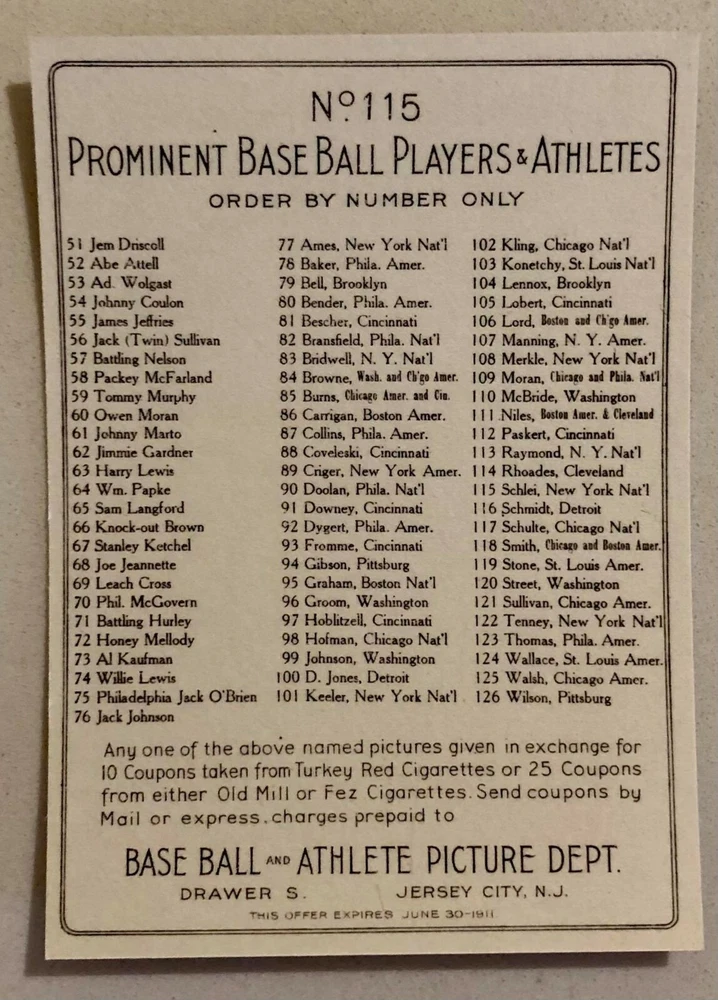 Nº 115
PROMINENT BASE BALL PLAYERS & ATHLETES
ORDER BY NUMBER ONLY
51 Jem Driscoll
52 Abe Attell
53 Ad. Wolgast
54 Johnny Coulon
55 James Jeffries
56 Jack (Twin) Sullivan
57 Battling Nelson
58 Packey McFarland
59 Tommy Murphy
60 Owen Moran
61 Johnny Marto
62 Jimmie Gardner
63 Harry Lewis
64 Wm. Papke
65 Sam Langford
66 Knock-out Brown
67 Stanley Ketchel
68 Joe Jeannette
69 Leach Cross
70 Phil. McGovern
71 Battling Hurley
72 Honey Mellody
73 Al Kaufman
74 Willie Lewis
75 Philadelphia Jack O'Brien
76 Jack Johnson
77 Ames, New York Nat'l
78 Baker, Phila. Amer.
79 Bell, Brooklyn
80 Bender, Phila. Amer.
81 Bescher, Cincinnati
82 Bransfield, Phila. Nat'l
83 Bridwell, N. Y. Nat'l
84 Browne, Wash. and Ch'go Amer.
85 Burns, Chicago Amer. and Cin.
86 Carrigan, Boston Amer.
87 Collins, Phila. Amer.
88 Coveleski, Cincinnati
89 Criger, New York Amer.
90 Doolan, Phila. Nat'l
91 Downey, Cincinnati
92 Dygert, Phila. Amer.
93 Fromme, Cincinnati
94 Gibson, Pittsburg
95 Graham, Boston Nat'l
96 Groom, Washington
97 Hoblitzell, Cincinnati
98 Hofman, Chicago Nat'l
99 Johnson, Washington
100 D. Jones, Detroit
101 Keeler, New York Nat'l
102 Kling, Chicago Nat'l
103 Konetchy, St. Louis Nat'l
104 Lennox, Brooklyn
105 Lobert, Cincinnati
106 Lord, Boston and Ch'go Amer.
107 Manning, N. Y. Amer.
108 Merkle, New York Nat'l
109 Moran, Chicago and Phila. Nat'l
110 McBride, Washington
111 Niles, Boston Amer. & Cleveland
112 Paskert, Cincinnati
113 Raymond, N. Y. Nat'l
114 Rhoades, Cleveland
115 Schlei, New York Nat'l
116 Schmidt, Detroit
117 Schulte, Chicago Nat'l
118 Smith, Chicago and Boston Amer.
119 Stone, St. Louis Amer.
120 Street, Washington
121 Sullivan, Chicago Amer.
122 Tenney, New York Nat'l
123 Thomas, Phila. Amer.
124 Wallace, St. Louis Amer.
125 Walsh, Chicago Amer.
126 Wilson, Pittsburg
Any one of the above named pictures given in exchange for
10 Coupons taken from Turkey Red Cigarettes or 25 Coupons
from either Old Mill or Fez Cigarettes. Send coupons by
Mail or express, charges prepaid to
BASE BALL AND ATHLETE PICTURE DEPT.
DRAWER S. JERSEY CITY, N.J.
THIS OFFER EXPIRES JUNE 30-1911